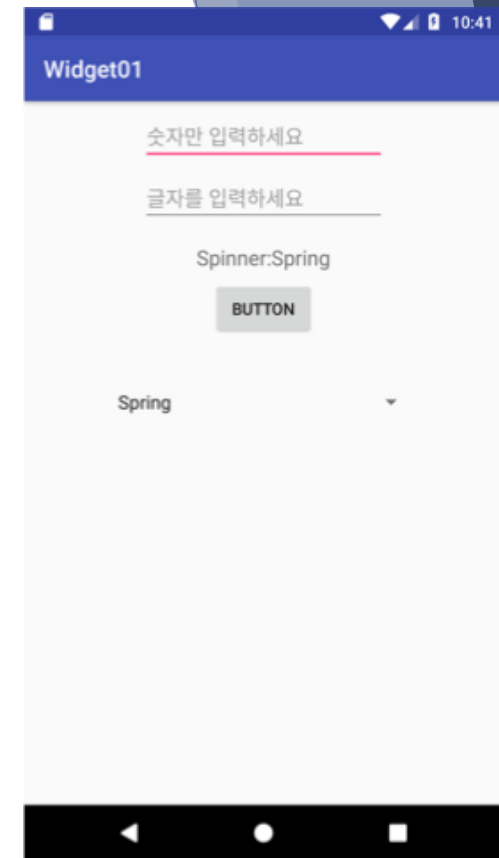 10:41
Widget01
숫자만 입력하세요
글자를 입력하세요
Spinner:Spring
BUTTON
Spring